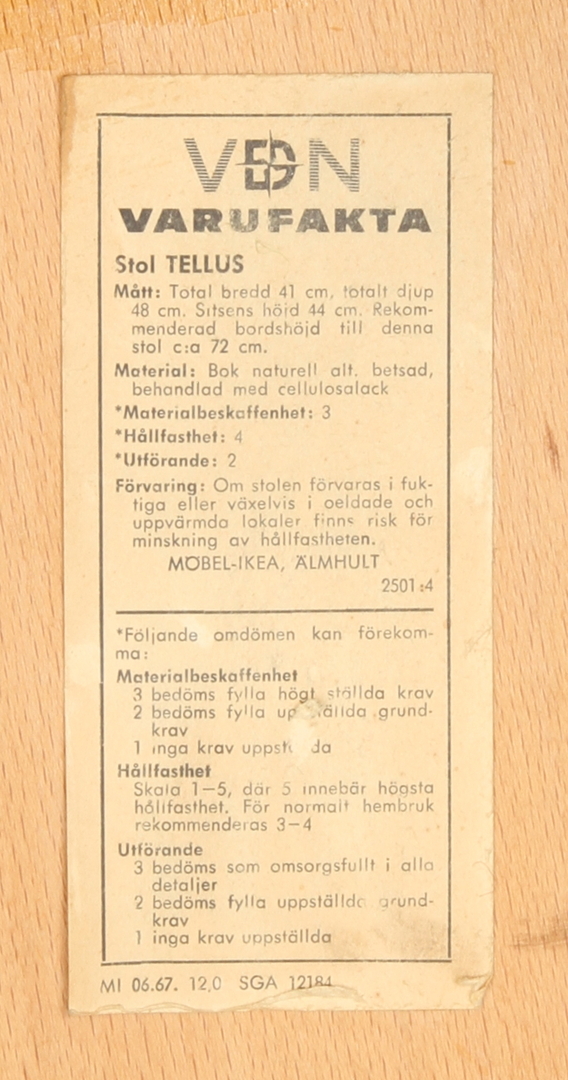 VDN
VARUFAKTA
Stol TELLUS
Mått: Total bredd 41 cm, totalt djup
48 cm. Sitsens höjd 44 cm. Rekom-
menderad bordshöjd till denna
stol c:a 72 cm.
Material: Bok naturell alt. betsad,
behandlad med cellulosalack
*Materialbeskaffenhet: 3
*Hållfasthet: 4
*Utförande: 2
Förvaring: Om stolen förvaras i fuk-
tiga eller växelvis i oeldade och
uppvärmda lokaler finns risk för
minskning av hållfastheten.
MÖBEL-IKEA, ÄLMHULT
2501:4
*Följande omdömen kan förekom-
ma:
Materialbeskaffenhet
3 bedöms fylla högt ställda krav
2 bedöms fylla grund-
krav
1 inga krav
Hållfasthet
Skala 1–5, där 5 innebär högsta
hållfasthet. För normalt hembruk
rekommenderas 3–4
Utförande
3 bedöms som omsorgsfullt i alla
detaljer
2 bedöms fylla uppställda grund-
krav
1 inga krav uppställda
MI 06.67. 12,0 SGA 12184